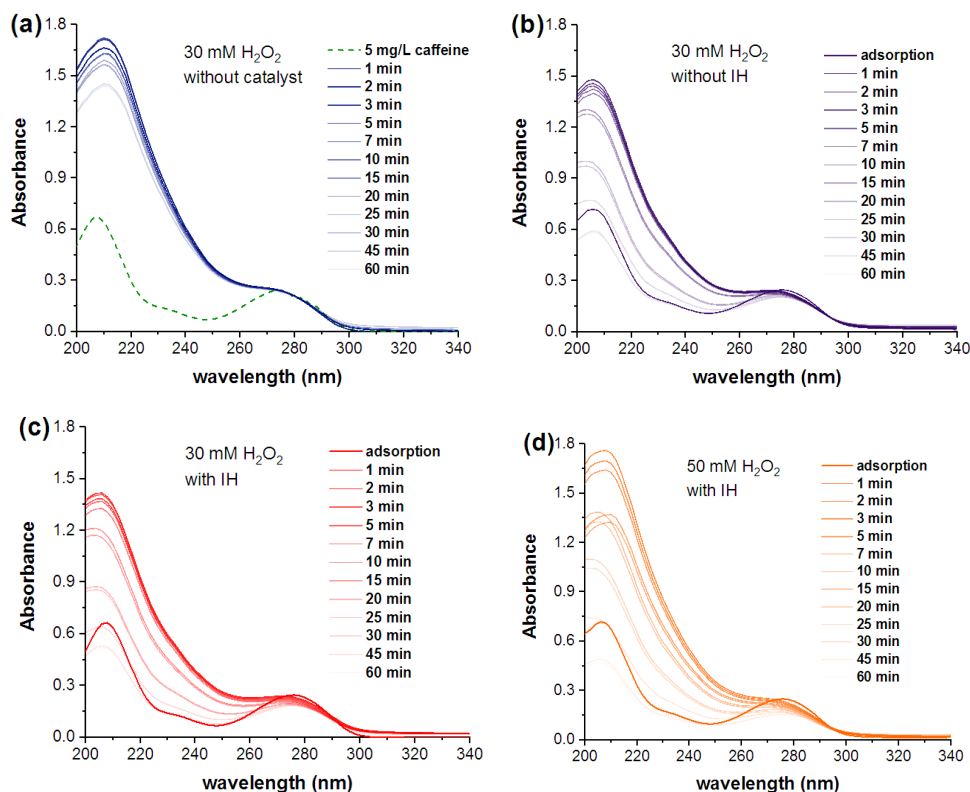 (a)
30 mM H₂O₂
without catalyst
5 mg/L caffeine
1 min
2 min
3 min
5 min
7 min
10 min
15 min
20 min
25 min
30 min
45 min
60 min
1.8
1.5
1.2
0.9
0.6
0.3
0.0
Absorbance
200 220 240 260 280 300 320 340
wavelength (nm)
(b)
30 mM H₂O₂
without IH
adsorption
1 min
2 min
3 min
5 min
7 min
10 min
15 min
20 min
25 min
30 min
45 min
60 min
1.8
1.5
1.2
0.9
0.6
0.3
0.0
Absorbance
200 220 240 260 280 300 320 340
wavelength (nm)
(c)
30 mM H₂O₂
with IH
adsorption
1 min
2 min
3 min
5 min
7 min
10 min
15 min
20 min
25 min
30 min
45 min
60 min
1.8
1.5
1.2
0.9
0.6
0.3
0.0
Absorbance
200 220 240 260 280 300 320 340
wavelength (nm)
(d)
50 mM H₂O₂
with IH
adsorption
1 min
2 min
3 min
5 min
7 min
10 min
15 min
20 min
25 min
30 min
45 min
60 min
1.8
1.5
1.2
0.9
0.6
0.3
0.0
Absorbance
200 220 240 260 280 300 320 340
wavelength (nm)